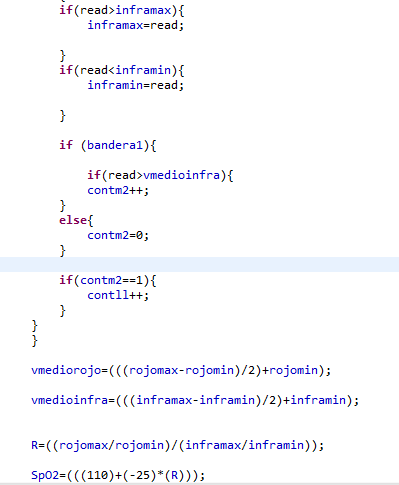 if(read>inframax){
inframax=read;
}
if(read<inframin){
inframin=read;
}
if (bandera1){
if(read>vmedioinfra){
contm2++;
}
else{
contm2=0;
}
if(contm2==1){
contll++;
}
}
}
vmediorojo=(((rojomax-rojomin)/2)+rojomin);
vmedioinfra=(((inframax-inframin)/2)+inframin);
R=((rojomax/rojomin)/(inframax/inframin));
SpO2=(((110)+(-25)*(R)));